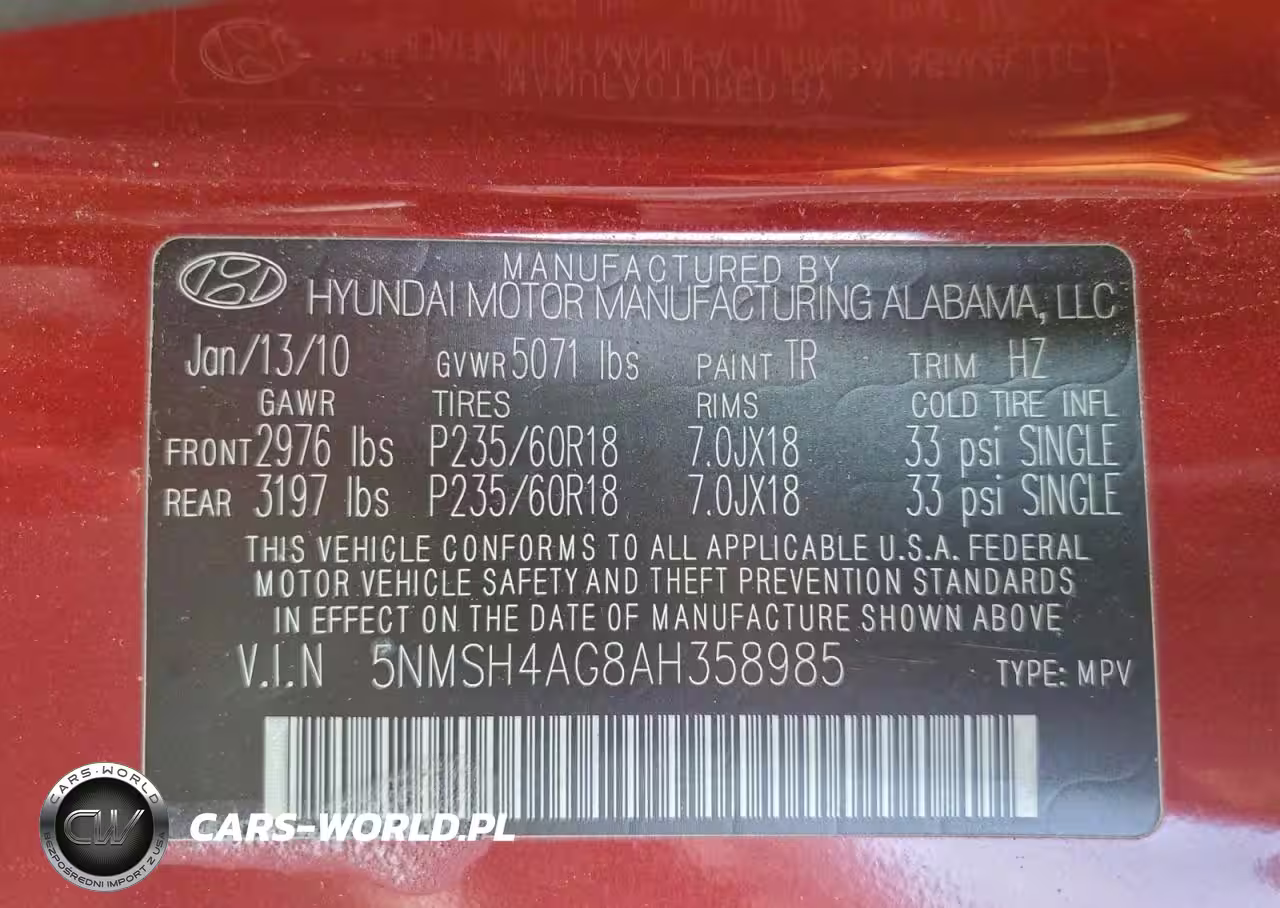 MANUFACTURED BY
HYUNDAI MOTOR MANUFACTURING ALABAMA, LLC
Jan/13/10 GVWR 5071 lbs PAINT TR TRIM HZ
GAWR TIRES RIMS COLD TIRE INFL
FRONT 2976 lbs P235/60R18 7.0JX18 33 psi SINGLE
REAR 3197 lbs P235/60R18 7.0JX18 33 psi SINGLE
THIS VEHICLE CONFORMS TO ALL APPLICABLE U.S.A. FEDERAL
MOTOR VEHICLE SAFETY AND THEFT PREVENTION STANDARDS
IN EFFECT ON THE DATE OF MANUFACTURE SHOWN ABOVE
V.I.N 5NMSH4AG8AH358985 TYPE: MPV
CARS-WORLD
CW
BEZPOŚREDNI IMPORT Z USA
CARS-WORLD.PL